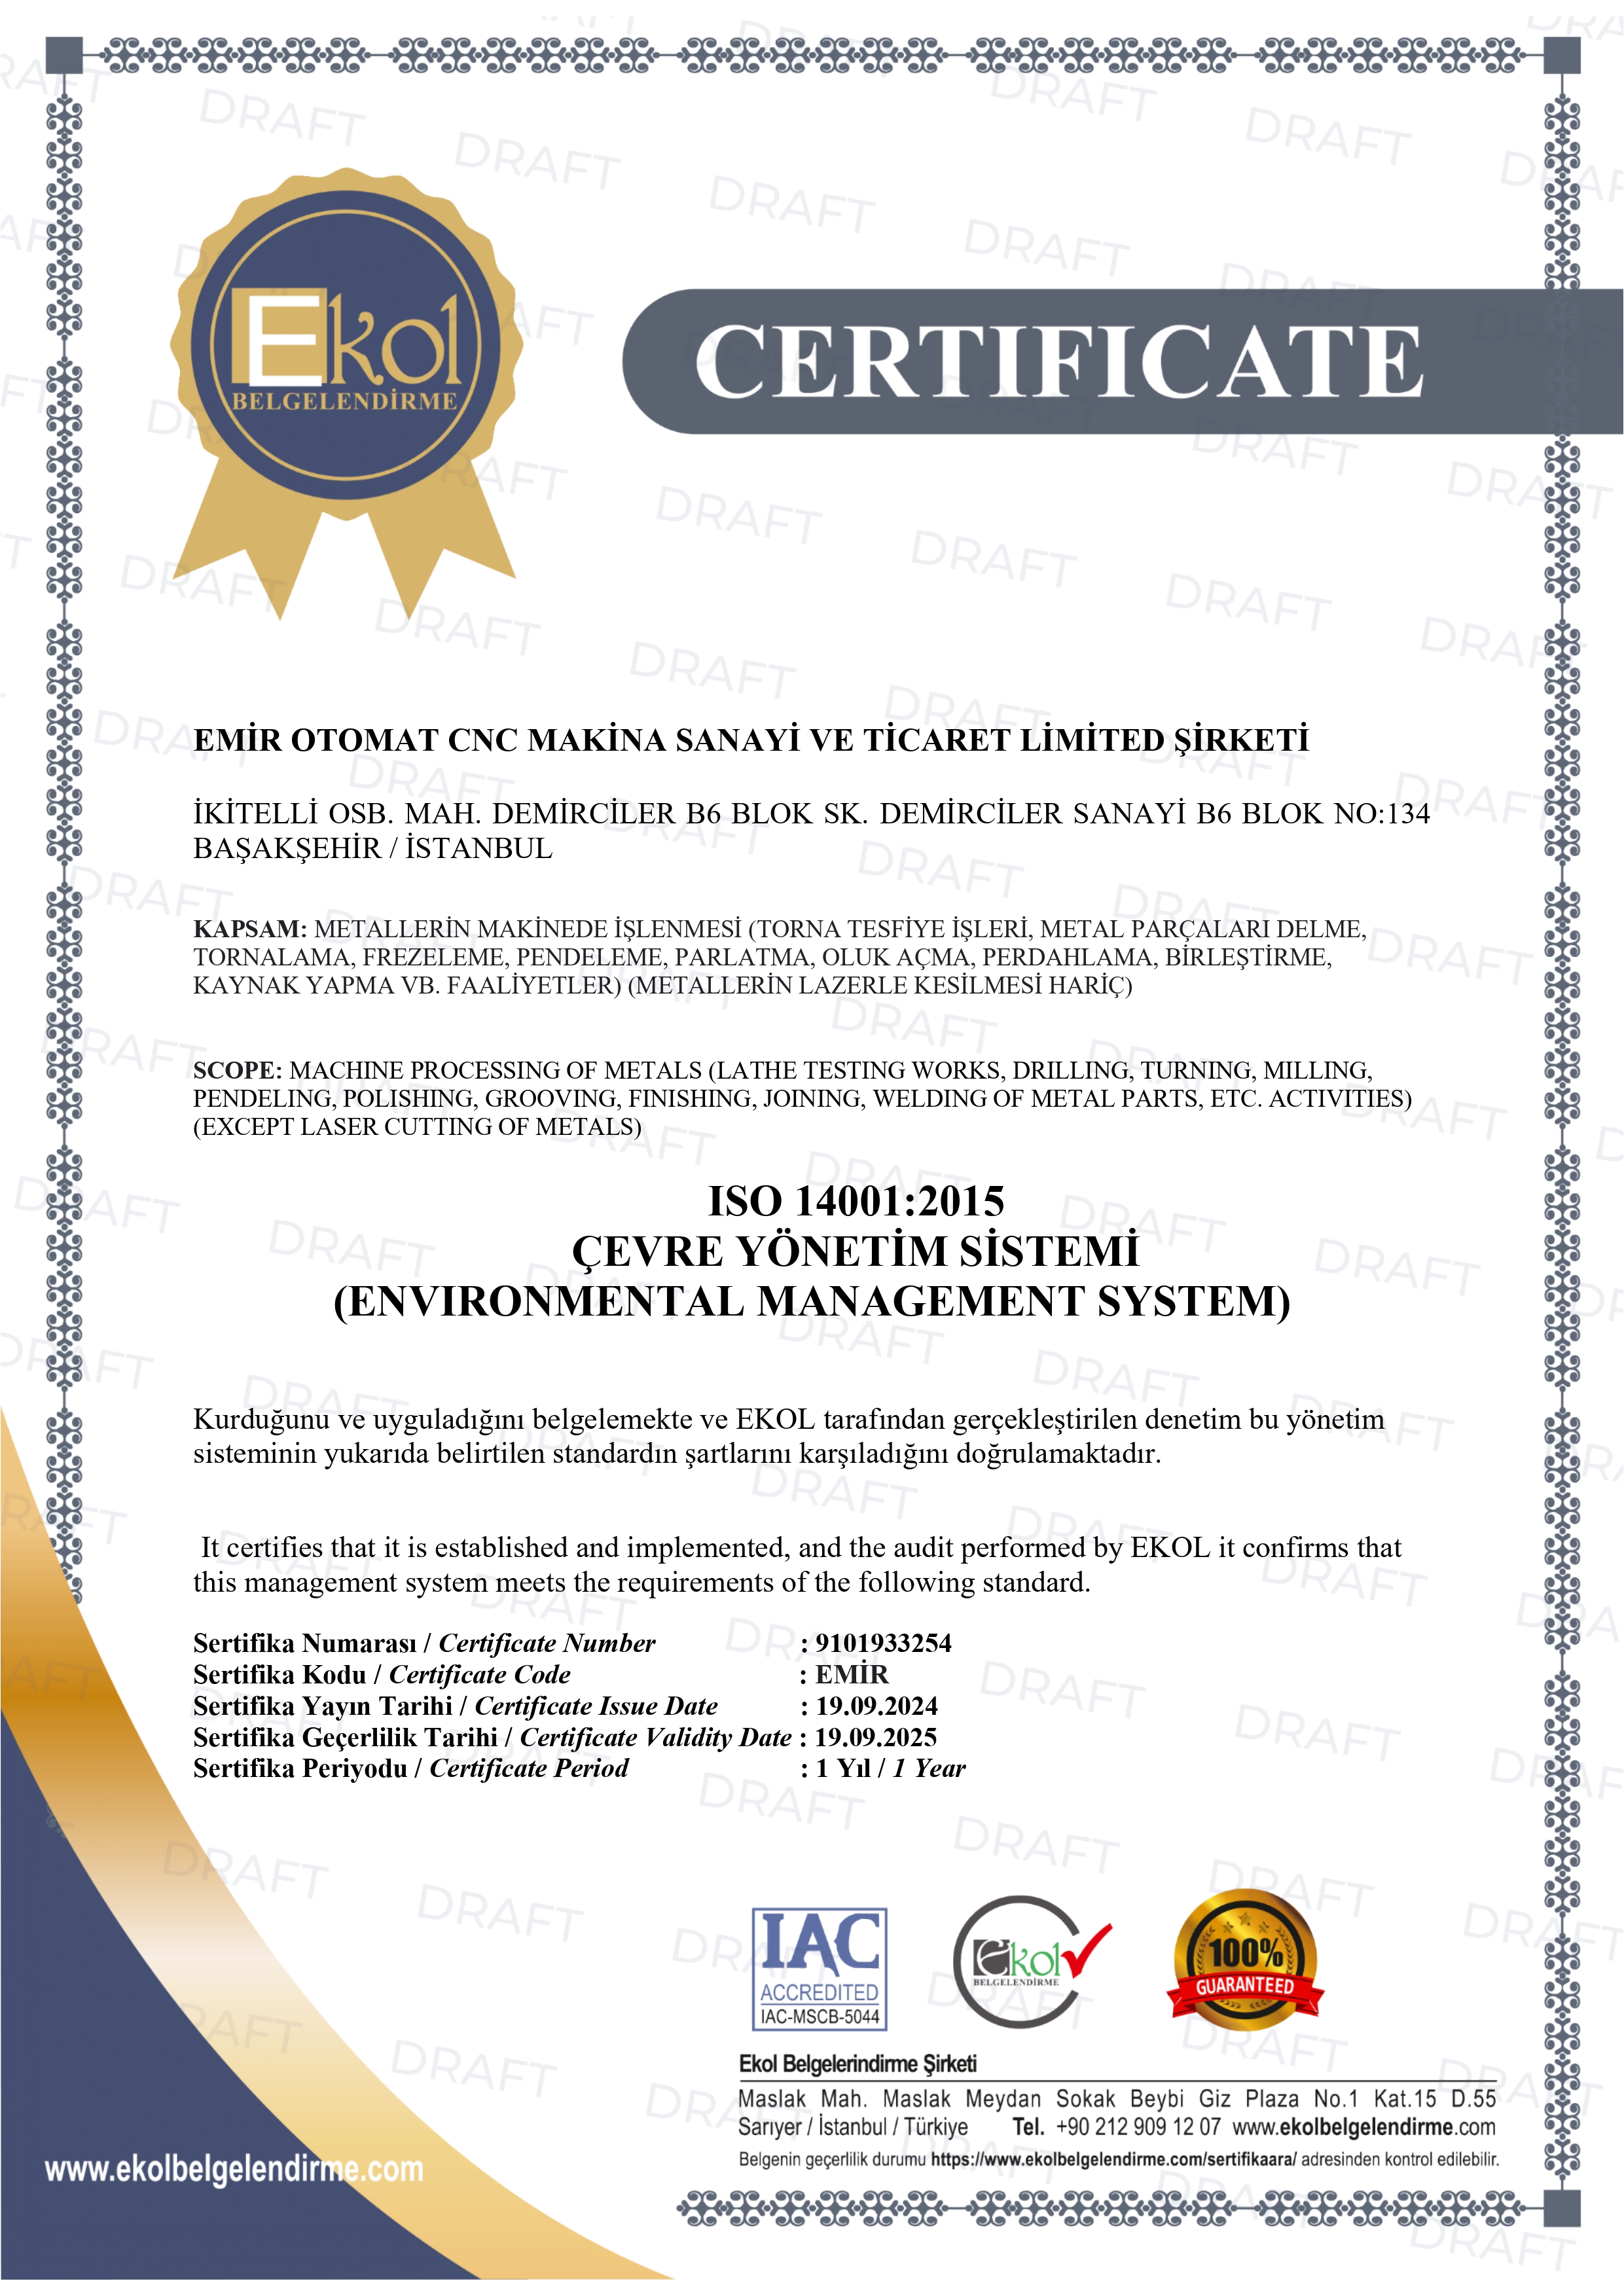 Ekol
BELGELENDİRME
CERTIFICATE
EMİR OTOMAT CNC MAKİNA SANAYİ VE TİCARET LİMİTED ŞİRKETİ
İKİTELLİ OSB. MAH. DEMİRCİLER B6 BLOK SK. DEMİRCİLER SANAYİ B6 BLOK NO:134
BAŞAKŞEHİR / İSTANBUL
KAPSAM: METALLERİN MAKİNEDE İŞLENMESİ (TORNA TESFİYE İŞLERİ, METAL PARÇALARI DELME,
TORNALAMA, FREZELEME, PENDELEME, PARLATMA, OLUK AÇMA, PERDAHLAMA, BİRLEŞTİRME,
KAYNAK YAPMA VB. FAALİYETLER) (METALLERİN LAZERLE KESİLMESİ HARİÇ)
SCOPE: MACHINE PROCESSING OF METALS (LATHE TESTING WORKS, DRILLING, TURNING, MILLING,
PENDELING, POLISHING, GROOVING, FINISHING, JOINING, WELDING OF METAL PARTS, ETC. ACTIVITIES)
(EXCEPT LASER CUTTING OF METALS)
ISO 14001:2015
ÇEVRE YÖNETİM SİSTEMİ
(ENVIRONMENTAL MANAGEMENT SYSTEM)
Kurduğunu ve uyguladığını belgelemekte ve EKOL tarafından gerçekleştirilen denetim bu yönetim
sisteminin yukarıda belirtilen standardın şartlarını karşıladığını doğrulamaktadır.
It certifies that it is established and implemented, and the audit performed by EKOL it confirms that
this management system meets the requirements of the following standard.
Sertifika Numarası / Certificate Number : 9101933254
Sertifika Kodu / Certificate Code : EMİR
Sertifika Yayın Tarihi / Certificate Issue Date : 19.09.2024
Sertifika Geçerlilik Tarihi / Certificate Validity Date : 19.09.2025
Sertifika Periyodu / Certificate Period : 1 Yıl / 1 Year
IAC
ACCREDITED
IAC-MSCB-5044
Ekol
BELGELENDİRME
100%
GUARANTEED
Ekol Belgelerindirme Şirketi
Maslak Mah. Maslak Meydan Sokak Beybi Giz Plaza No.1 Kat.15 D.55
Sarıyer / İstanbul / Türkiye Tel. +90 212 909 12 07 www.ekolbelgelendirme.com
Belgenin geçerlilik durumu https://www.ekolbelgelendirme.com/sertifikaara/ adresinden kontrol edilebilir.
www.ekolbelgelendirme.com
DRAFT